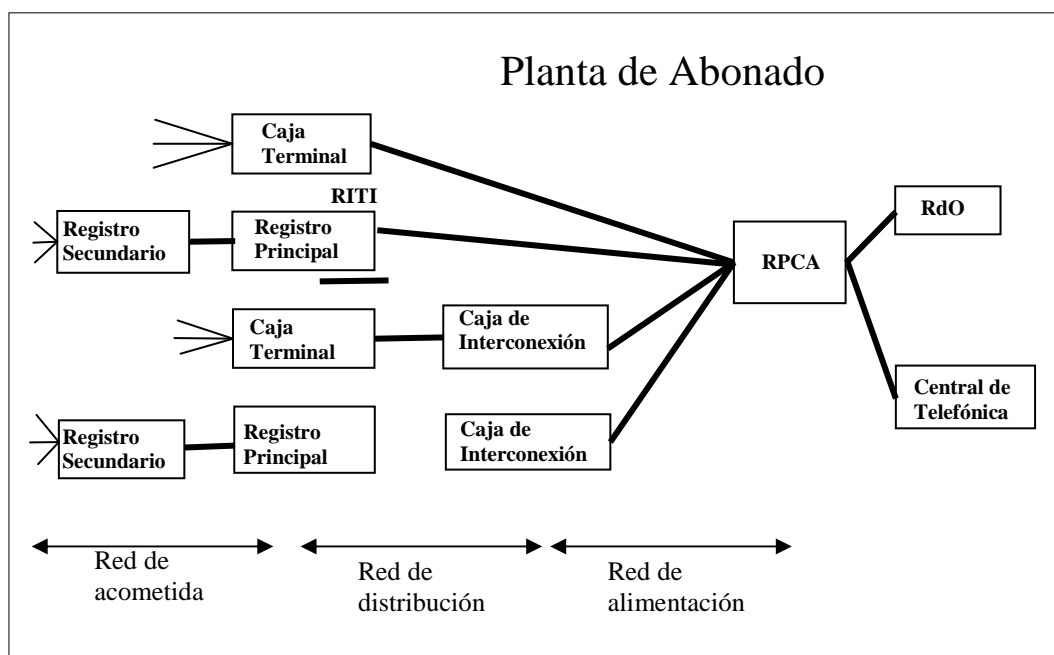 Planta de Abonado
Caja
Terminal
RITI
Registro
Secundario
Registro
Principal
RPCA
RdO
Caja
Terminal
Caja de
Interconexión
Central de
Telefónica
Registro
Secundario
Registro
Principal
Caja de
Interconexión
Red de
acometida
Red de
distribución
Red de
alimentación